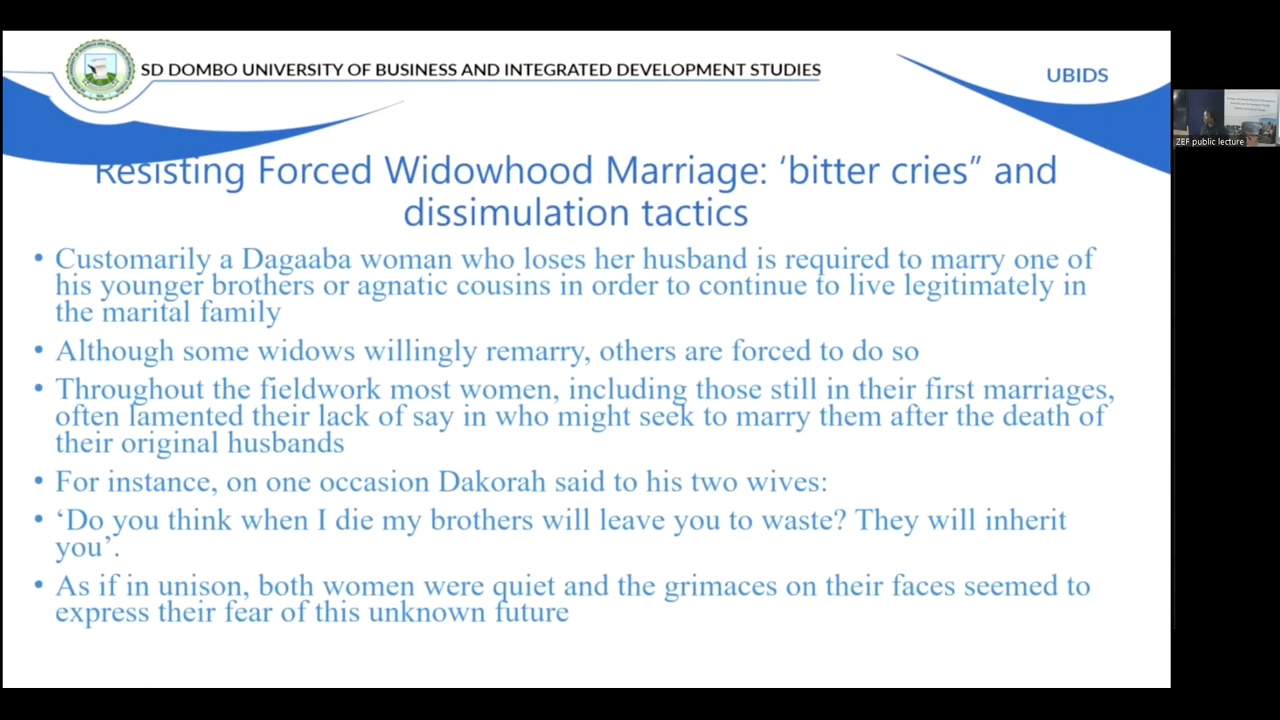 SD DOMBO UNIVERSITY OF BUSINESS AND INTEGRATED DEVELOPMENT STUDIES
UBIDS
Resisting Forced Widowhood Marriage: ‘bitter cries” and
dissimulation tactics
• Customarily a Dagaaba woman who loses her husband is required to marry one of
his younger brothers or agnatic cousins in order to continue to live legitimately in
the marital family
• Although some widows willingly remarry, others are forced to do so
• Throughout the fieldwork most women, including those still in their first marriages,
often lamented their lack of say in who might seek to marry them after the death of
their original husbands
• For instance, on one occasion Dakorah said to his two wives:
• ‘Do you think when I die my brothers will leave you to waste? They will inherit
you’.
• As if in unison, both women were quiet and the grimaces on their faces seemed to
express their fear of this unknown future
ZEF public lecture